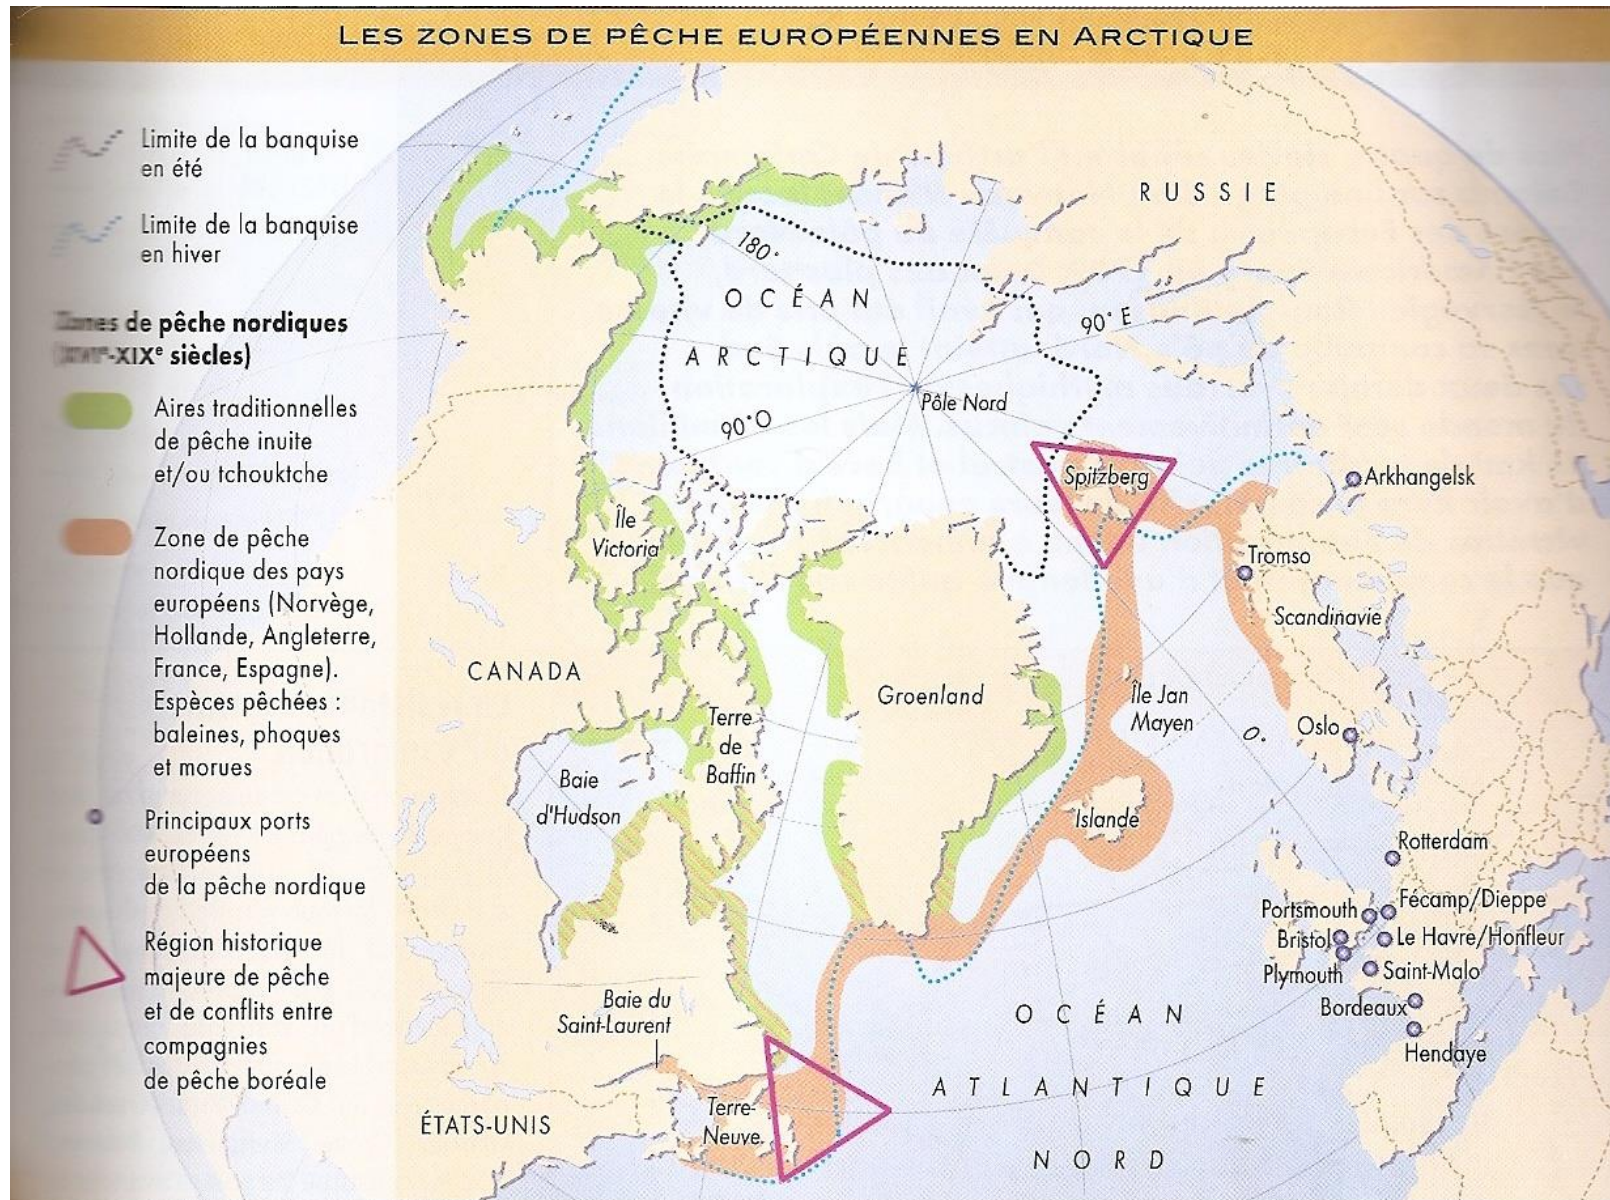 LES ZONES DE PÊCHE EUROPÉENNES EN ARCTIQUE
Limite de la banquise
en été
Limite de la banquise
en hiver
Zones de pêche nordiques
-XIXe siècles)
Aires traditionnelles
de pêche inuite
et/ou tchouktche
Zone de pêche
nordique des pays
européens (Norvège,
Hollande, Angleterre,
France, Espagne).
Espèces pêchées :
baleines, phoques
et morues
Principaux ports
européens
de la pêche nordique
Région historique
majeure de pêche
et de conflits entre
compagnies
de pêche boréale
RUSSIE
180°
OCÉAN
ARCTIQUE
90° E
90°O
Pôle Nord
Spitzberg
Arkhangelsk
Île
Victoria
Tromso
Scandinavie
CANADA
Groenland
Île Jan
Mayen
Terre
de
Baffin
Oslo
0°
Baie
d'Hudson
Islande
Rotterdam
Portsmouth
Fécamp/Dieppe
Bristol
Le Havre/Honfleur
Plymouth
Saint-Malo
Bordeaux
Hendaye
Baie du
Saint-Laurent
OCÉAN
ATLANTIQUE
NORD
Terre-
Neuve
ÉTATS-UNIS